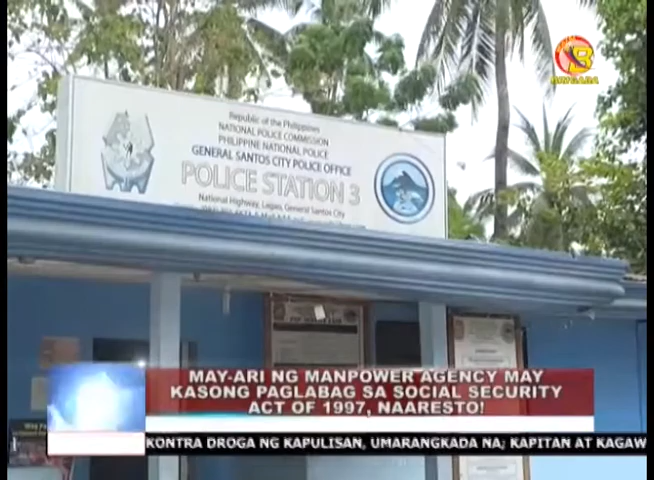 BRIGADA
Republic of the Philippines
NATIONAL POLICE COMMISSION
PHILIPPINE NATIONAL POLICE
GENERAL SANTOS CITY POLICE OFFICE
POLICE STATION 3
National Highway, Lagao, General Santos City
MAY-ARI NG MANPOWER AGENCY MAY
KASONG PAGLABAG SA SOCIAL SECURITY
ACT OF 1997, NAARESTO!
KONTRA DROGA NG KAPULISAN, UMARANGKADA NA; KAPITAN AT KAGAW